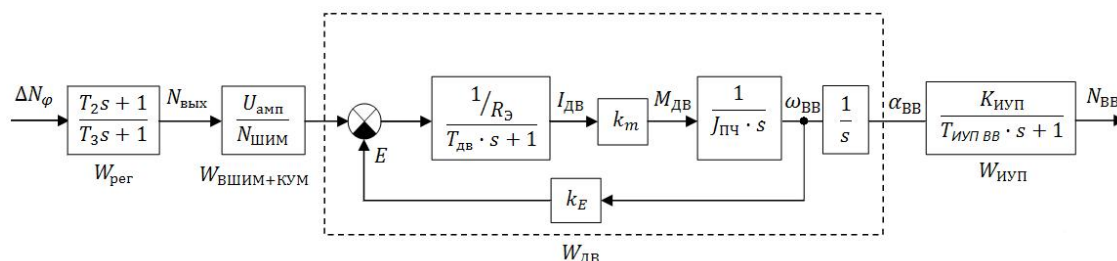 ΔN_φ
T₂s + 1
T₃s + 1
W_рег
N_вых
U_амп
N_ШИМ
W_ВШИМ+КУМ
E
1/R_Э
T_дв · s + 1
I_ДВ
k_m
M_ДВ
1
J_ПЧ · s
ω_ВВ
1
s
k_E
W_ДВ
α_ВВ
K_ИУП
T_ИУП ВВ · s + 1
W_ИУП
N_ВВ